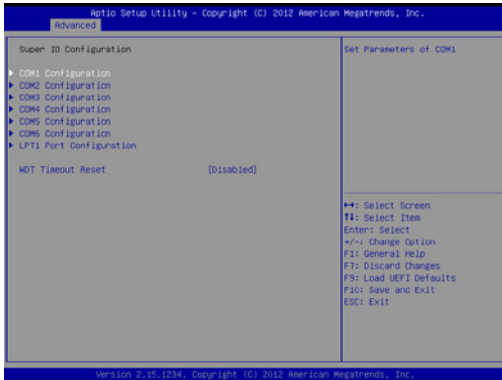 Aptio Setup Utility - Copyright (C) 2012 American Megatrends, Inc.
Advanced
Super IO Configuration
COM1 Configuration
COM2 Configuration
COM3 Configuration
COM4 Configuration
COM5 Configuration
COM6 Configuration
LPT1 Port Configuration
WDT Timeout Reset [Disabled]
Set Parameters of COM1
↔: Select Screen
↑↓: Select Item
Enter: Select
+/-: Change Option
F1: General Help
F7: Discard Changes
F9: Load UEFI Defaults
F10: Save and Exit
ESC: Exit
Version 2.15.1234. Copyright (C) 2012 American Megatrends, Inc.